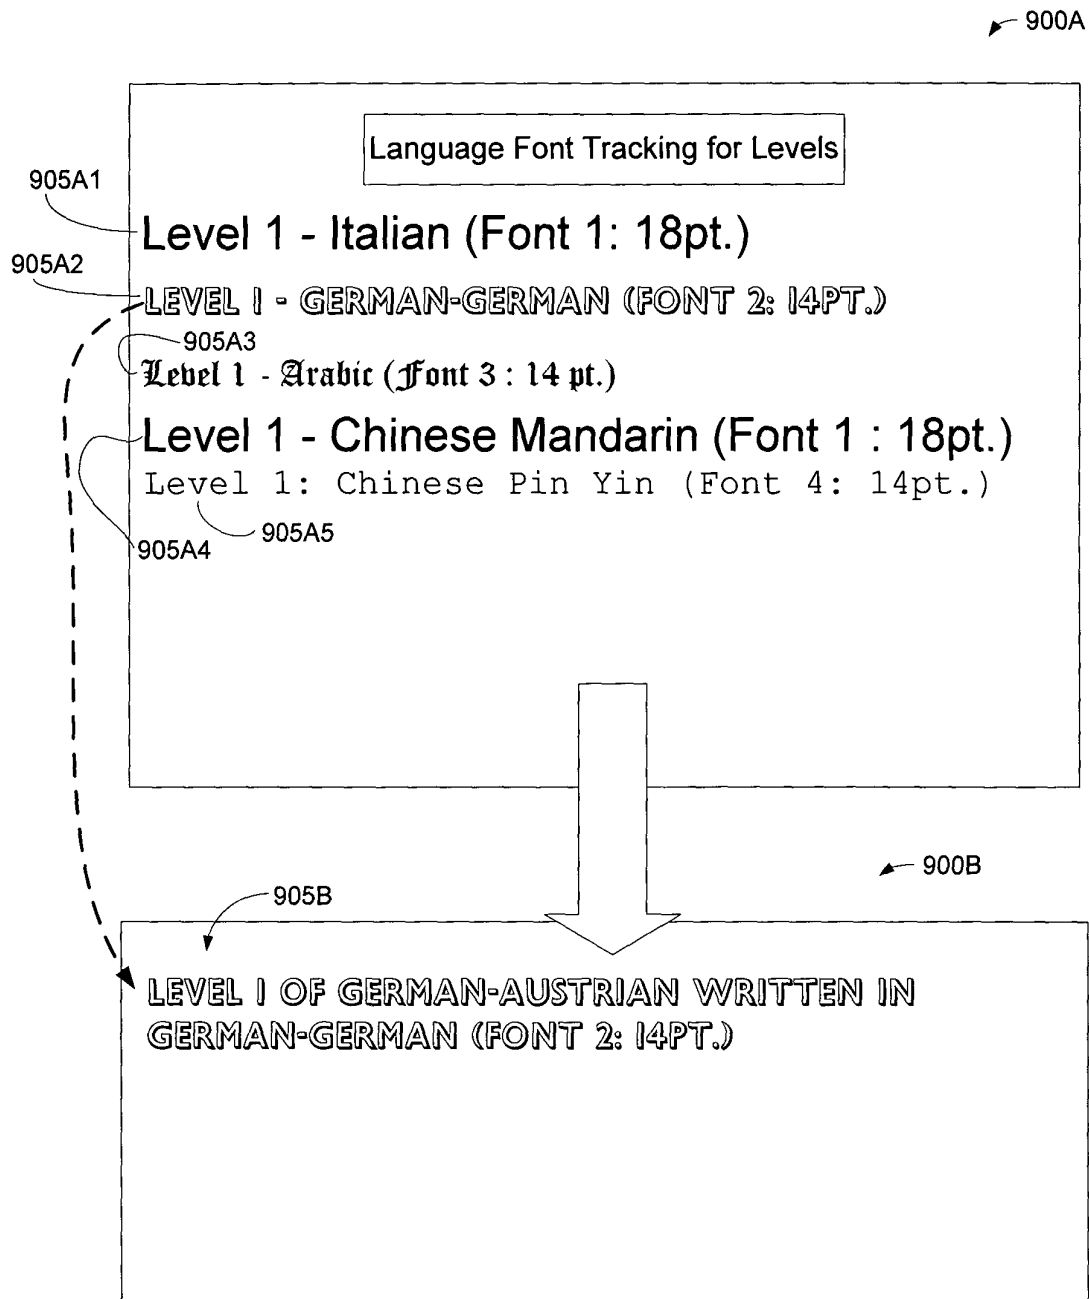 900A
Language Font Tracking for Levels
905A1
Level 1 - Italian (Font 1: 18pt.)
905A2
LEVEL 1 - GERMAN-GERMAN (FONT 2: 14PT.)
905A3
Level 1 - Arabic (Font 3 : 14 pt.)
Level 1 - Chinese Mandarin (Font 1 : 18pt.)
Level 1: Chinese Pin Yin (Font 4: 14pt.)
905A5
905A4
900B
905B
LEVEL 1 OF GERMAN-AUSTRIAN WRITTEN IN
GERMAN-GERMAN (FONT 2: 14PT.)